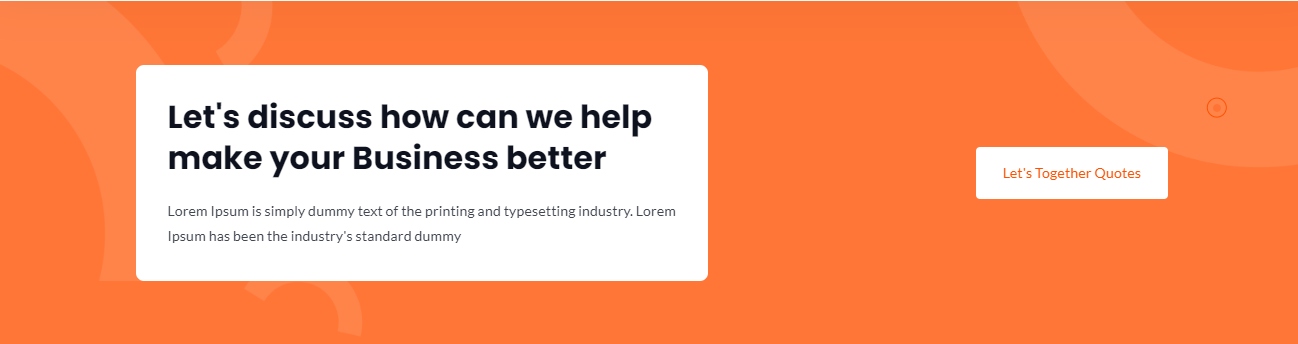 Let's discuss how can we help
make your Business better
Lorem Ipsum is simply dummy text of the printing and typesetting industry. Lorem
Ipsum has been the industry's standard dummy
Let's Together Quotes